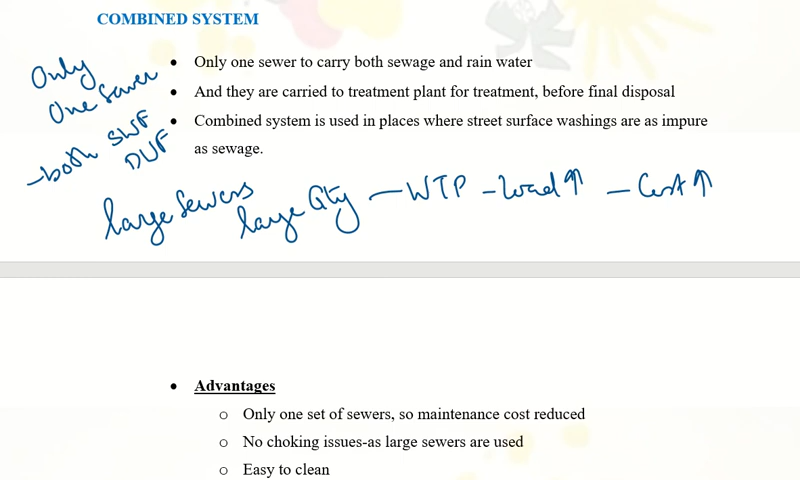 COMBINED SYSTEM
Only
One Sewer
-both SWF
DWF
• Only one sewer to carry both sewage and rain water
• And they are carried to treatment plant for treatment, before final disposal
• Combined system is used in places where street surface washings are as impure
as sewage.
large Sewers
large Qty - WTP - Load↑ - Cost↑
• Advantages
o Only one set of sewers, so maintenance cost reduced
o No choking issues-as large sewers are used
o Easy to clean